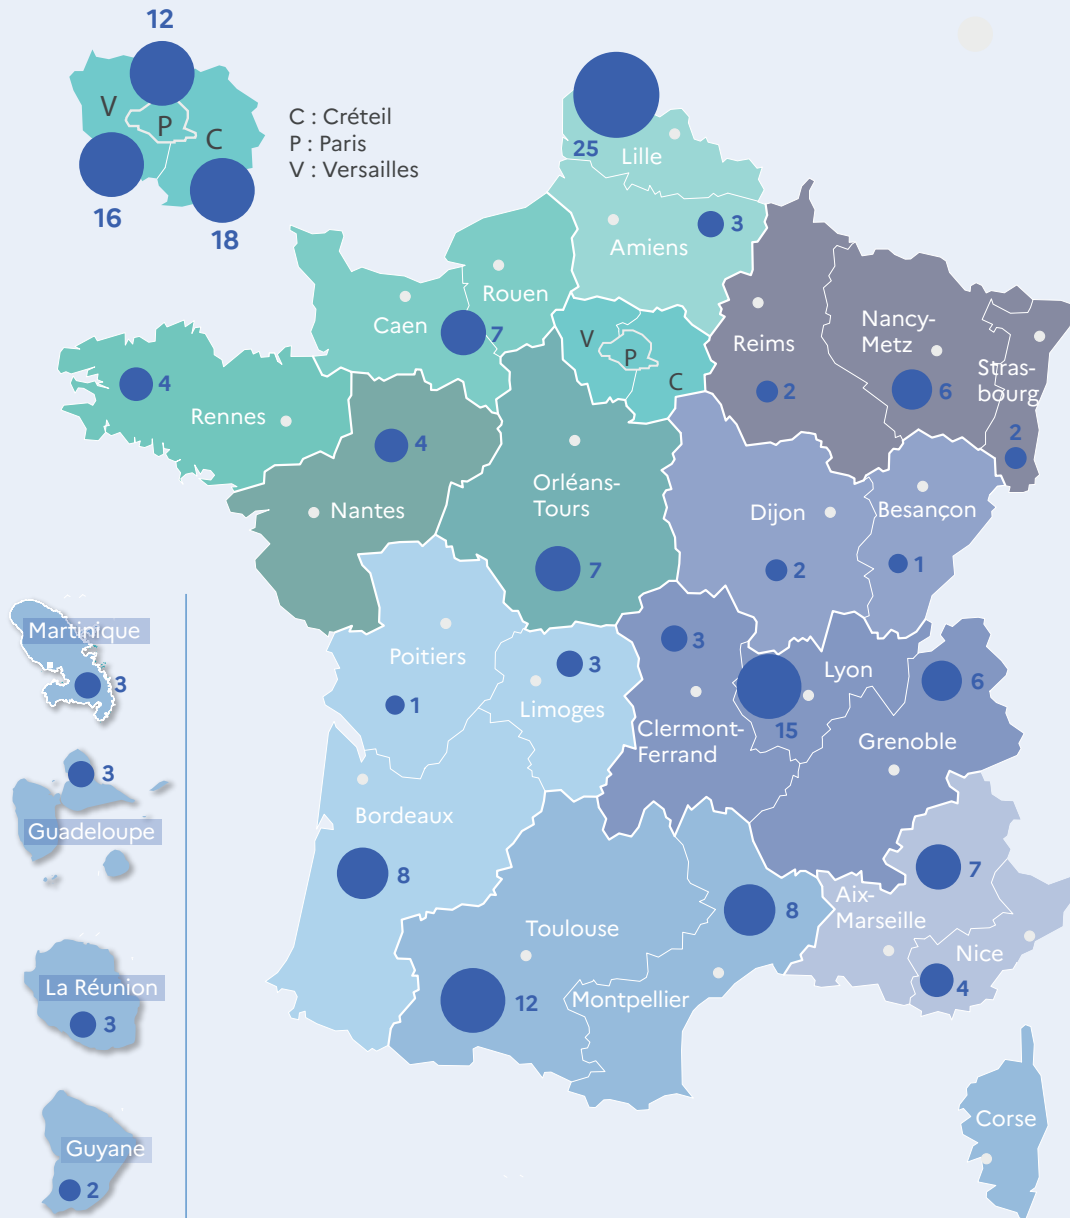 12
V
P
C
16
18
C : Créteil
P : Paris
V : Versailles
25
Lille
3
Amiens
Rouen
Caen
7
V
P
C
Reims
2
Nancy-
Metz
6
Stras-
bourg
2
4
Rennes
4
Nantes
Orléans-
Tours
7
Dijon
2
Besançon
1
Martinique
3
Poitiers
1
3
Limoges
3
Clermont-
Ferrand
Lyon
15
6
Grenoble
3
Guadeloupe
Bordeaux
8
Toulouse
12
8
Montpellier
Aix-
Marseille
7
Nice
4
La Réunion
3
Guyane
2
Corse